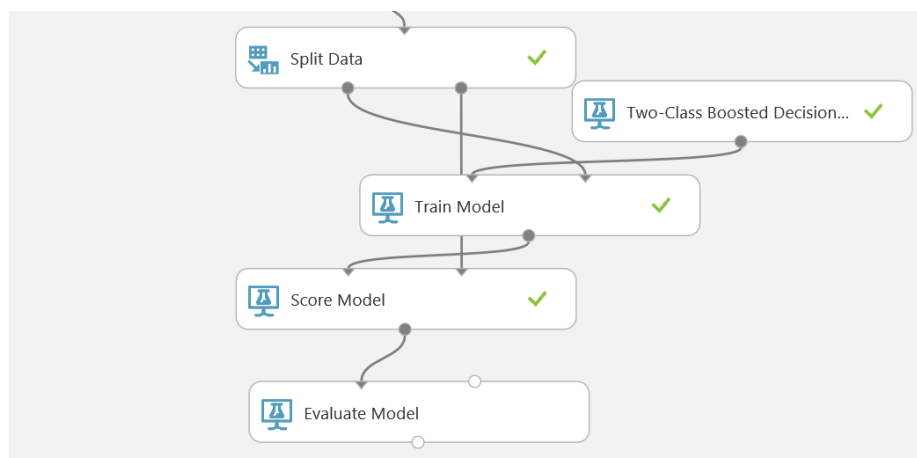 Split Data
Two-Class Boosted Decision...
Train Model
Score Model
Evaluate Model